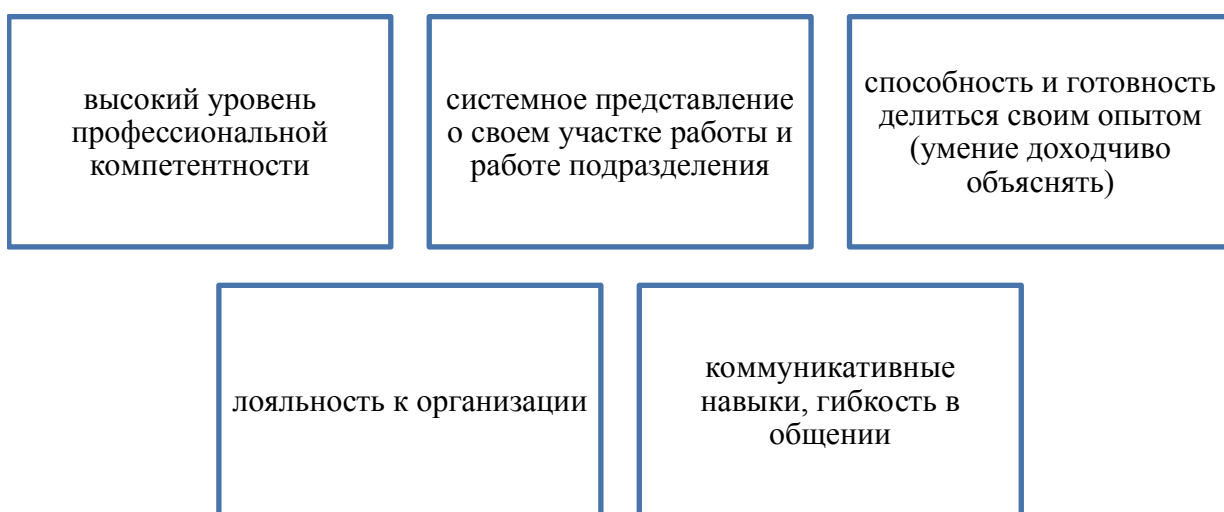 высокий уровень
профессиональной
компетентности
системное представление
о своем участке работы и
работе подразделения
способность и готовность
делиться своим опытом
(умение доходчиво
объяснять)
лояльность к организации
коммуникативные
навыки, гибкость в
общении